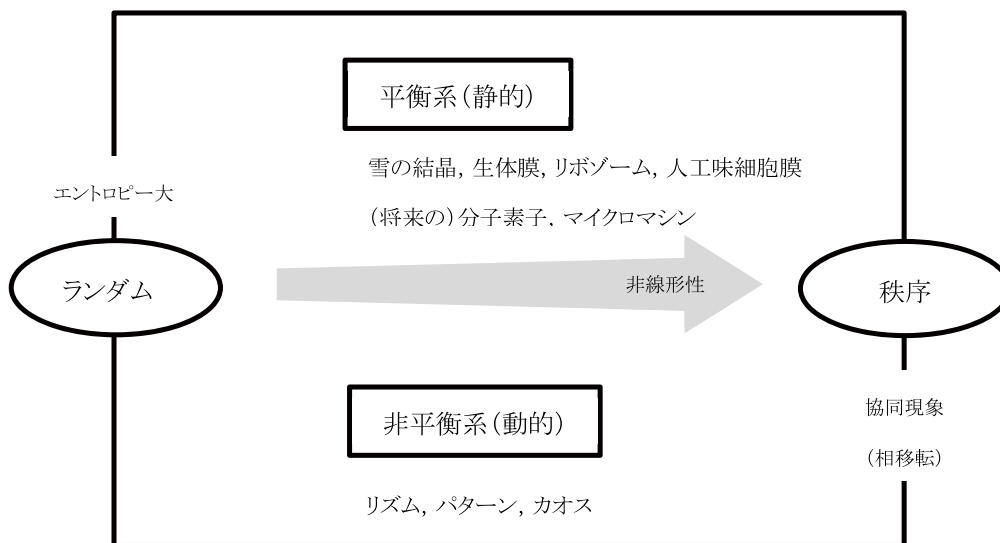 平衡系(静的)
雪の結晶, 生体膜, リボゾーム, 人工味細胞膜
(将来の)分子素子, マイクロマシン
エントロピー大
ランダム
非線形性
秩序
非平衡系(動的)
リズム, パターン, カオス
協同現象
(相移転)